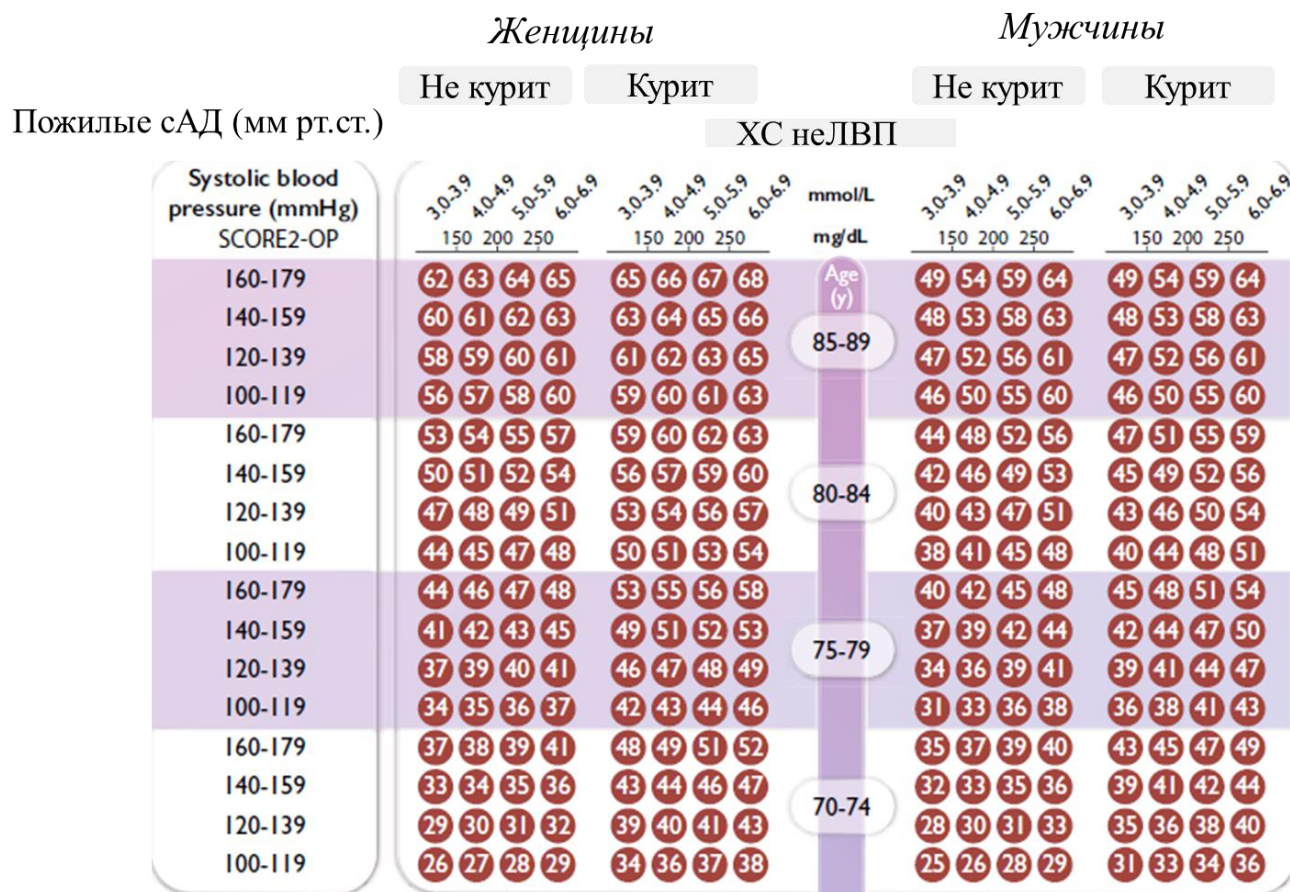 Женщины Мужчины
Не курит Курит Не курит Курит
Пожилые сАД (мм рт.ст.)
ХС неЛВП
Systolic blood
pressure (mmHg)
SCORE2-OP
3.0-3.9 4.0-4.9 5.0-5.9 6.0-6.9 3.0-3.9 4.0-4.9 5.0-5.9 6.0-6.9 mmol/L 3.0-3.9 4.0-4.9 5.0-5.9 6.0-6.9 3.0-3.9 4.0-4.9 5.0-5.9 6.0-6.9
150 200 250 150 200 250 mg/dL 150 200 250 150 200 250
Age
(y)
160-179 62 63 64 65 65 66 67 68 49 54 59 64 49 54 59 64
140-159 60 61 62 63 63 64 65 66 48 53 58 63 48 53 58 63
85-89
120-139 58 59 60 61 61 62 63 65 47 52 56 61 47 52 56 61
100-119 56 57 58 60 59 60 61 63 46 50 55 60 46 50 55 60
160-179 53 54 55 57 59 60 62 63 44 48 52 56 47 51 55 59
140-159 50 51 52 54 56 57 59 60 42 46 49 53 45 49 52 56
80-84
120-139 47 48 49 51 53 54 56 57 40 43 47 51 43 46 50 54
100-119 44 45 47 48 50 51 53 54 38 41 45 48 40 44 48 51
160-179 44 46 47 48 53 55 56 58 40 42 45 48 45 48 51 54
140-159 41 42 43 45 49 51 52 53 37 39 42 44 42 44 47 50
75-79
120-139 37 39 40 41 46 47 48 49 34 36 39 41 39 41 44 47
100-119 34 35 36 37 42 43 44 46 31 33 36 38 36 38 41 43
160-179 37 38 39 41 48 49 51 52 35 37 39 40 43 45 47 49
140-159 33 34 35 36 43 44 46 47 32 33 35 36 39 41 42 44
70-74
120-139 29 30 31 32 39 40 41 43 28 30 31 33 35 36 38 40
100-119 26 27 28 29 34 36 37 38 25 26 28 29 31 33 34 36